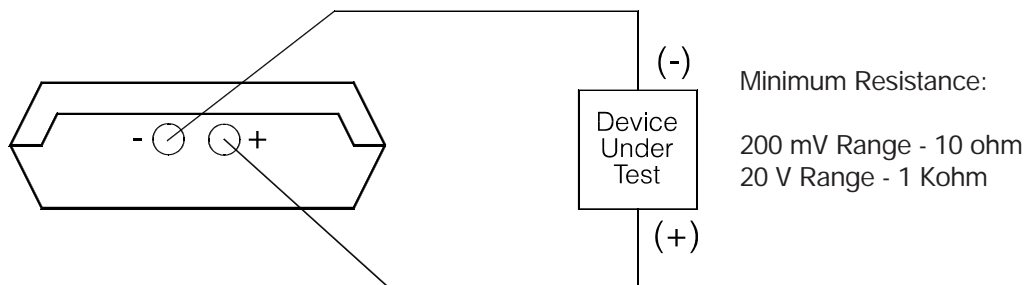 - +
(-)
Device
Under
Test
(+)
Minimum Resistance:
200 mV Range - 10 ohm
20 V Range - 1 Kohm